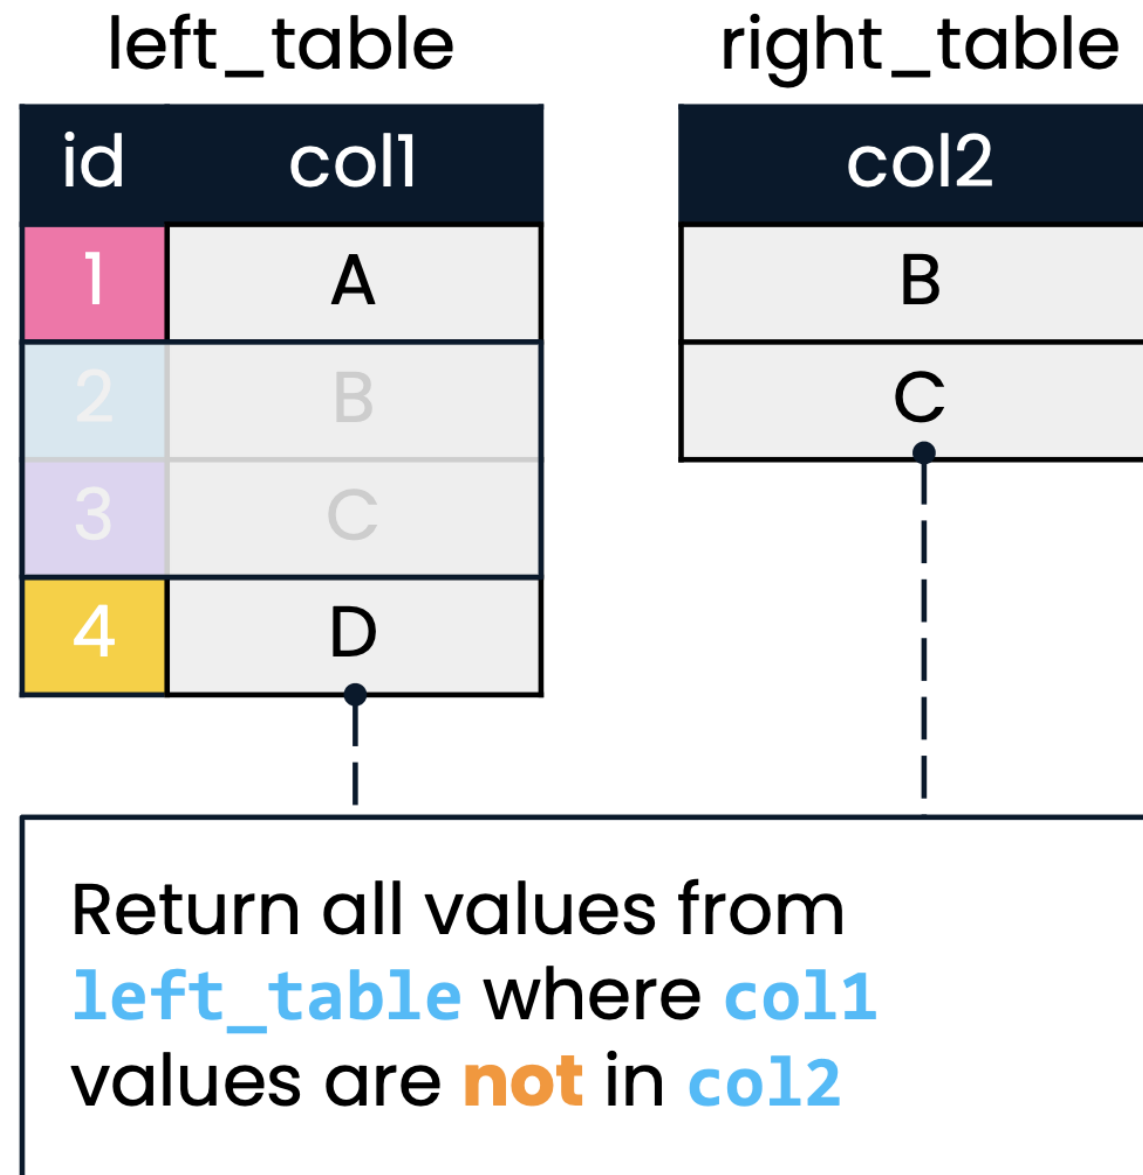 left_table right_table
id col1 col2
1 A B
2 B C
3 C
4 D
Return all values from
left_table where col1
values are not in col2